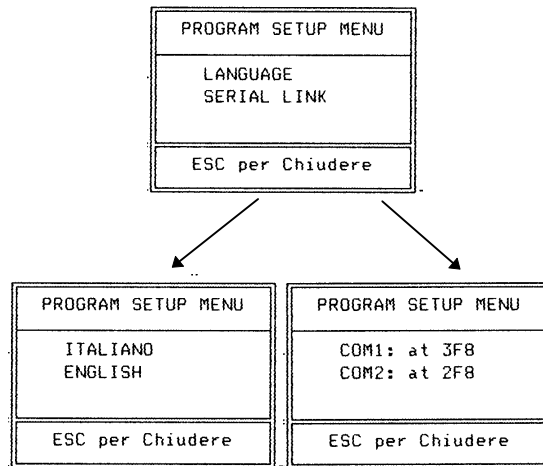 PROGRAM SETUP MENU
LANGUAGE
SERIAL LINK
ESC per Chiudere
PROGRAM SETUP MENU
ITALIANO
ENGLISH
ESC per Chiudere
PROGRAM SETUP MENU
COM1: at 3F8
COM2: at 2F8
ESC per Chiudere